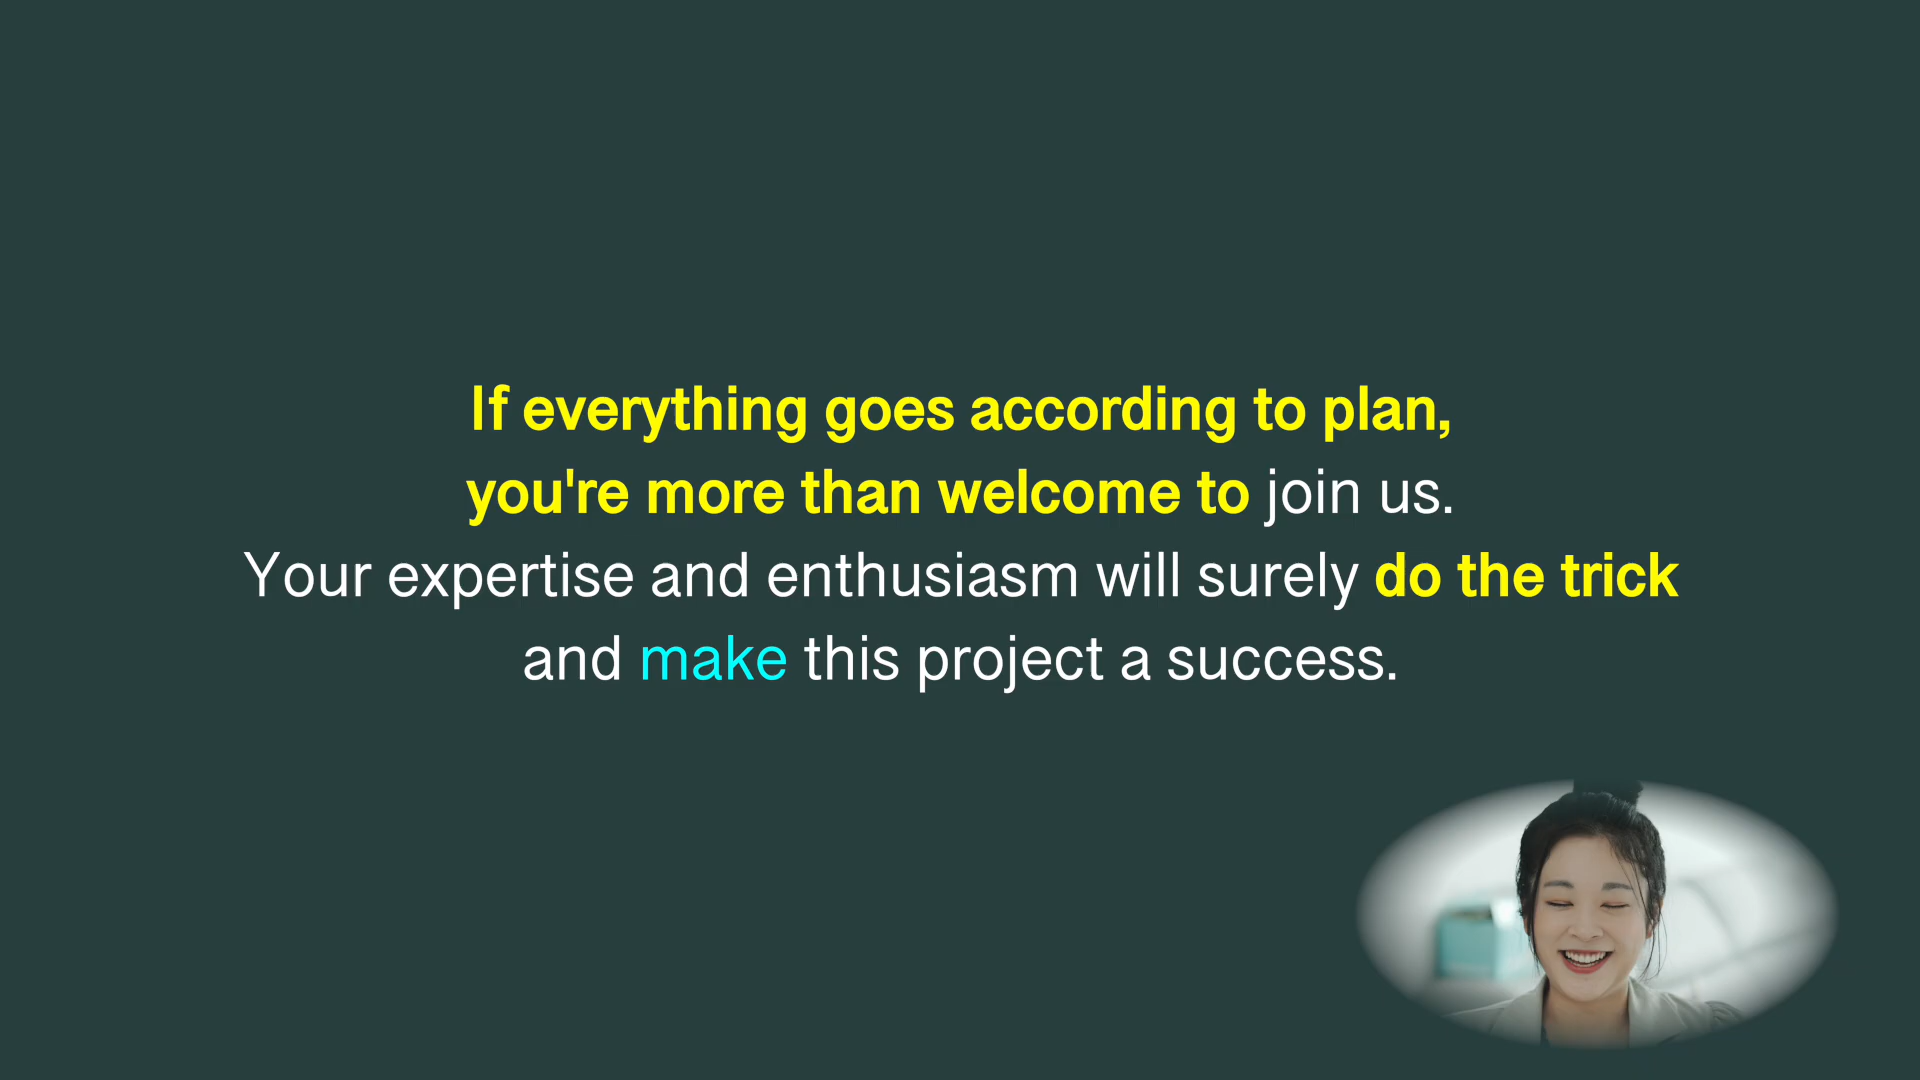 If everything goes according to plan,
you're more than welcome to join us.
Your expertise and enthusiasm will surely do the trick
and make this project a success.